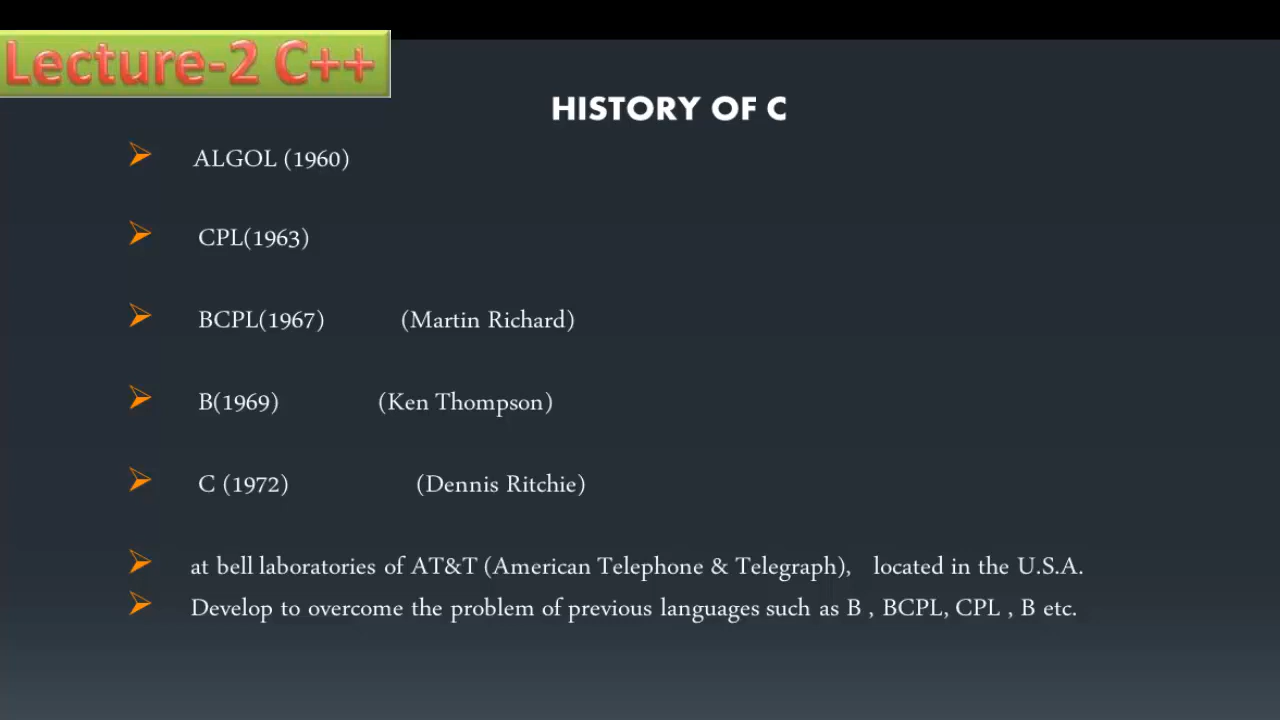 Lecture-2 C++
HISTORY OF C
ALGOL (1960)
CPL(1963)
BCPL(1967) (Martin Richard)
B(1969) (Ken Thompson)
C (1972) (Dennis Ritchie)
at bell laboratories of AT&T (American Telephone & Telegraph), located in the U.S.A.
Develop to overcome the problem of previous languages such as B , BCPL, CPL , B etc.